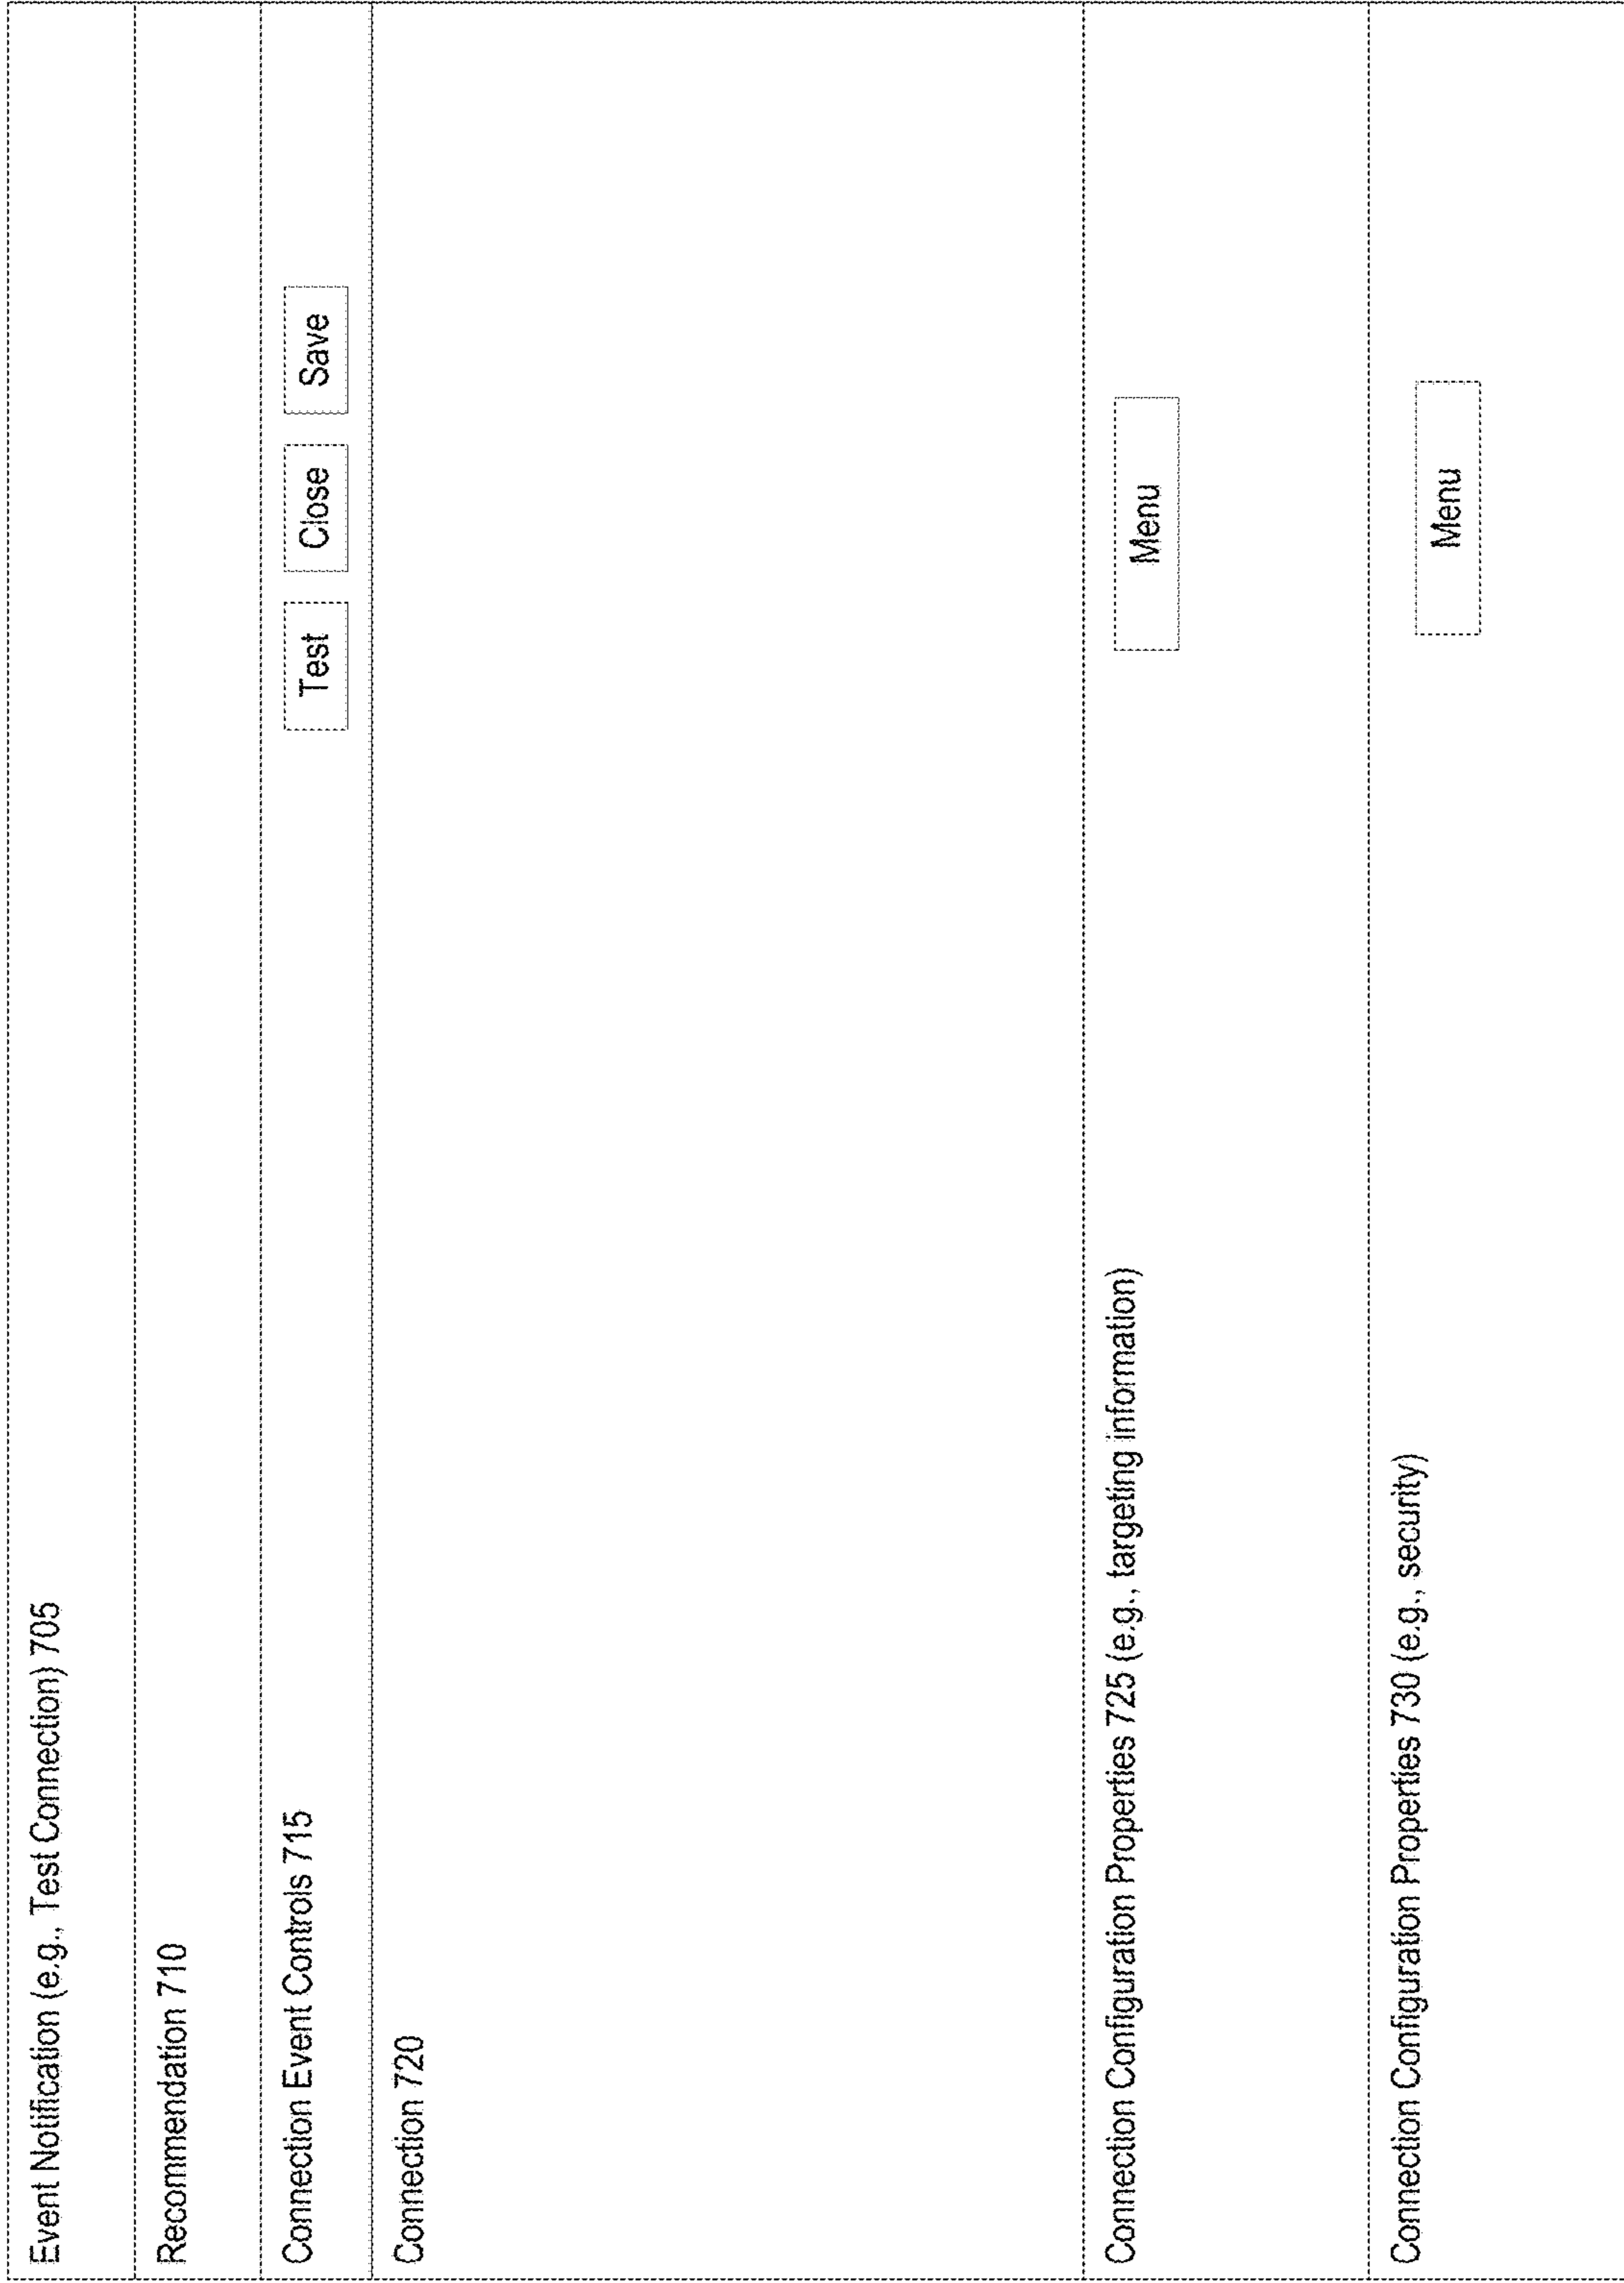 Event Notification (e.g., Test Connection) 705
Recommendation 710
Connection Event Controls 715 Test Close Save
Connection 720
Connection Configuration Properties 725 (e.g., targeting information) Menu
Connection Configuration Properties 730 (e.g., security) Menu